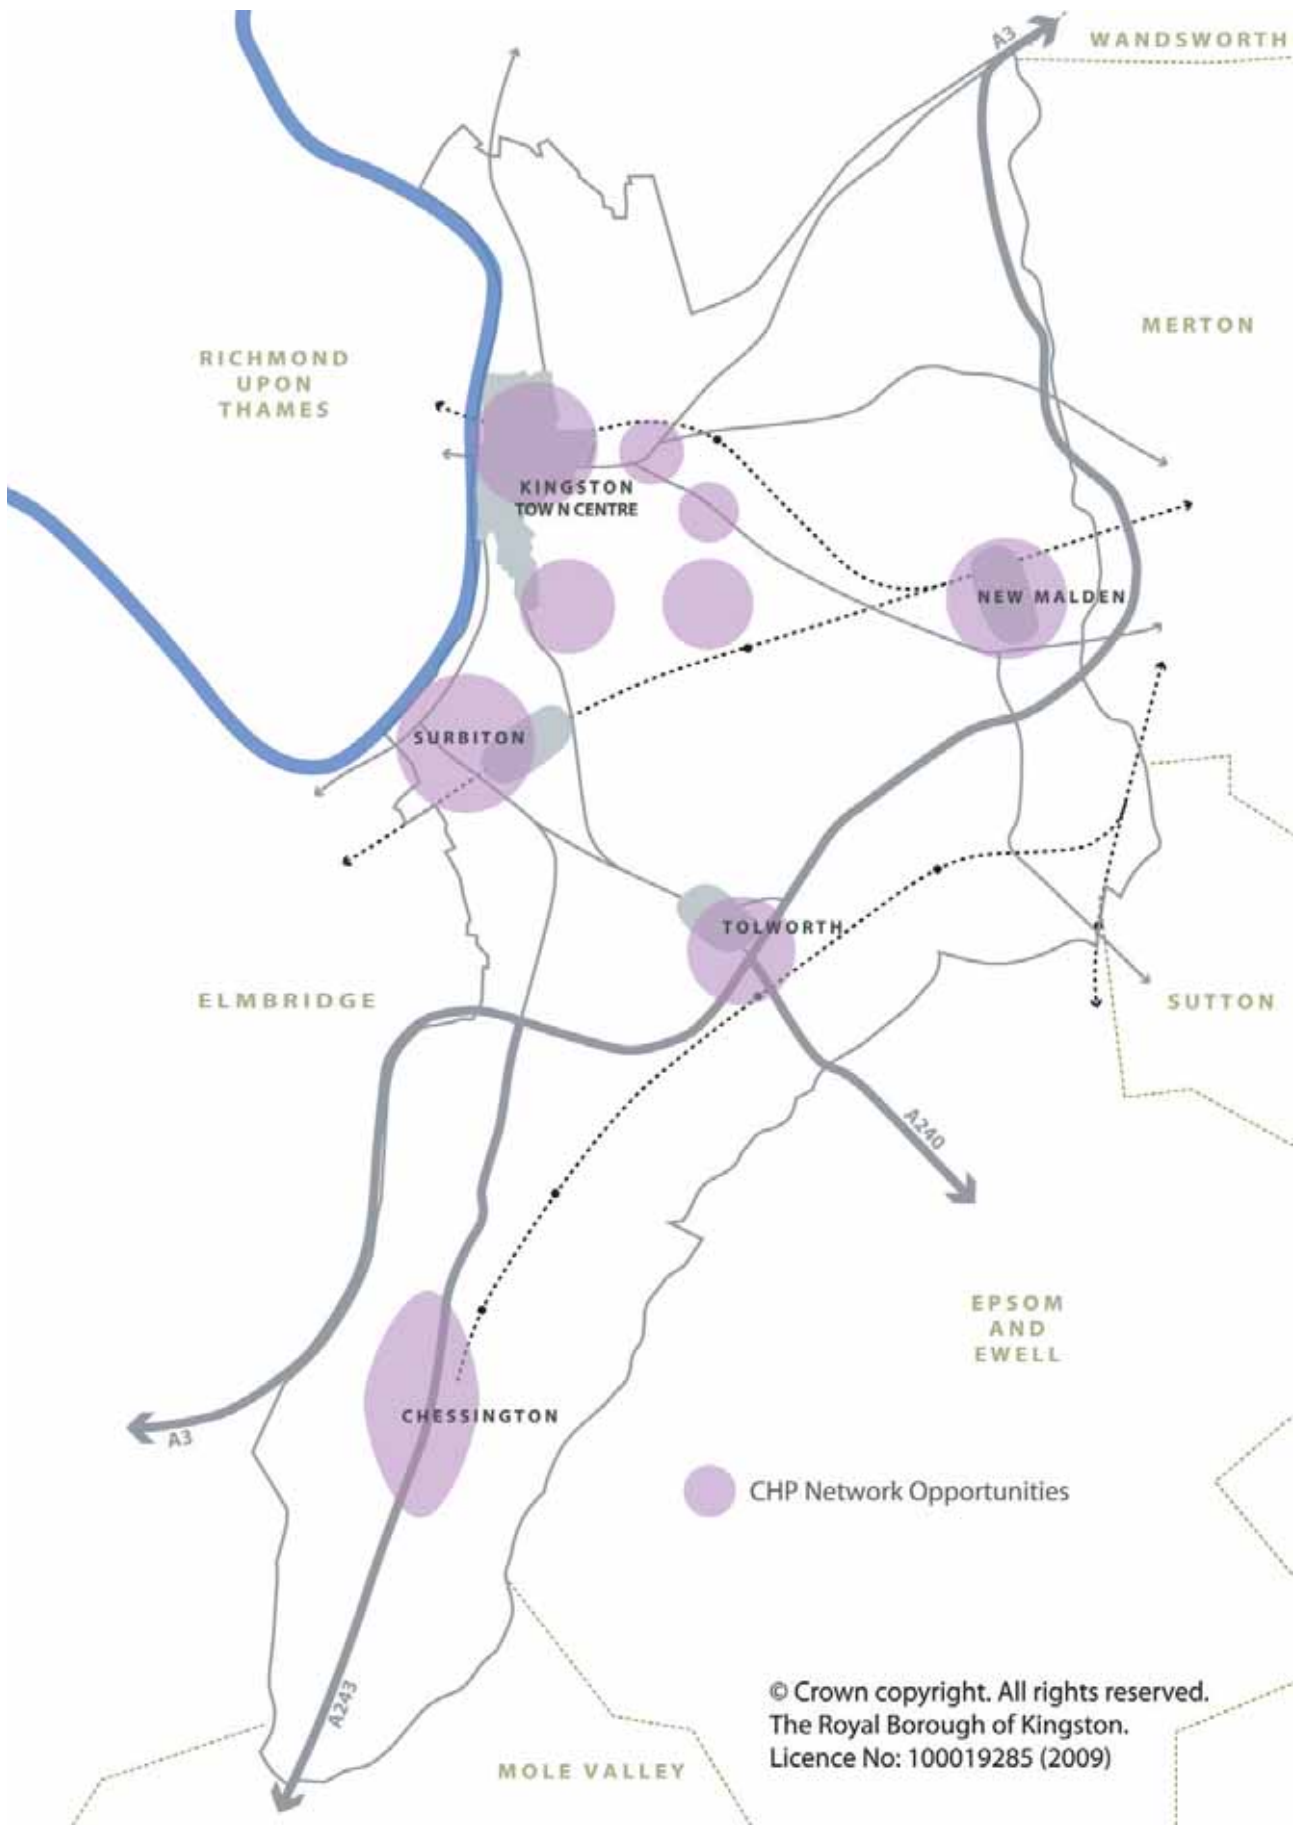 A3
WANDSWORTH
MERTON
RICHMOND
UPON
THAMES
KINGSTON
TOW N CENTRE
NEW MALDEN
SURBITON
TOLWORTH
ELMBRIDGE
SUTTON
A240
EPSOM
AND
EWELL
CHESSINGTON
A3
CHP Network Opportunities
A243
© Crown copyright. All rights reserved.
The Royal Borough of Kingston.
Licence No: 100019285 (2009)
MOLE VALLEY